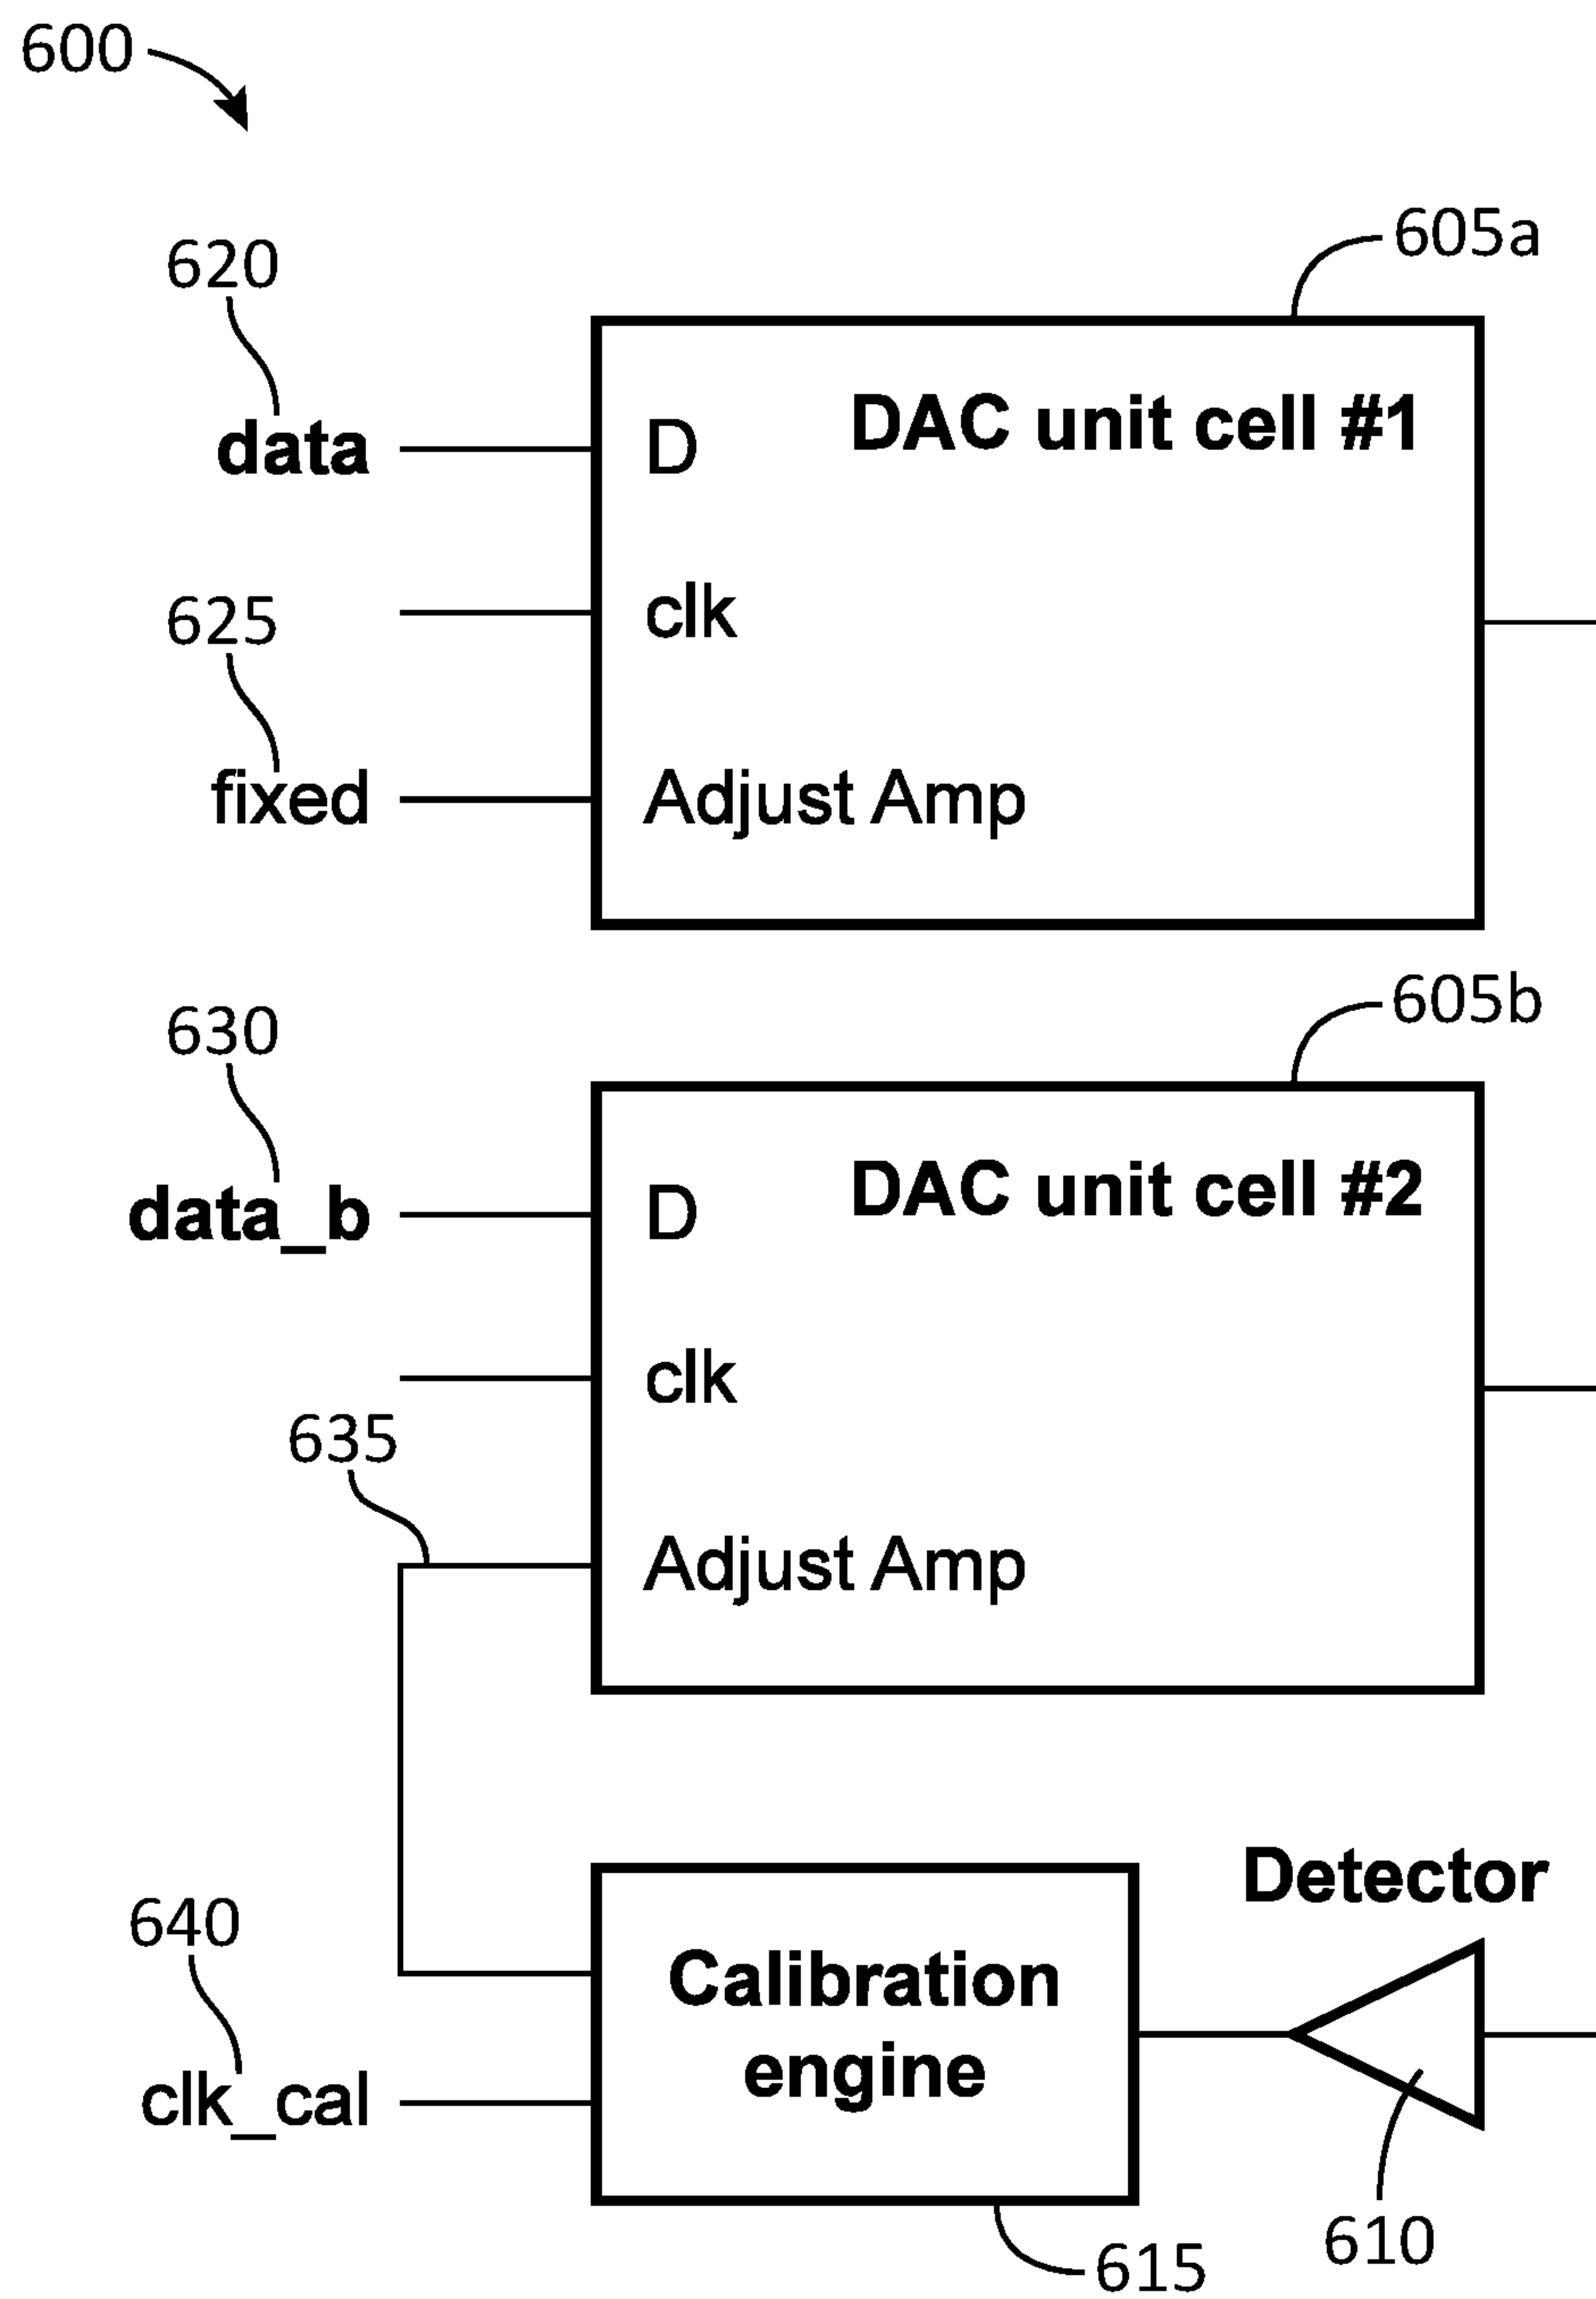 600
620
605a
data
D
DAC unit cell #1
625
clk
fixed
Adjust Amp
630
605b
data_b
D
DAC unit cell #2
clk
635
Adjust Amp
Detector
640
Calibration
engine
clk_cal
610
615